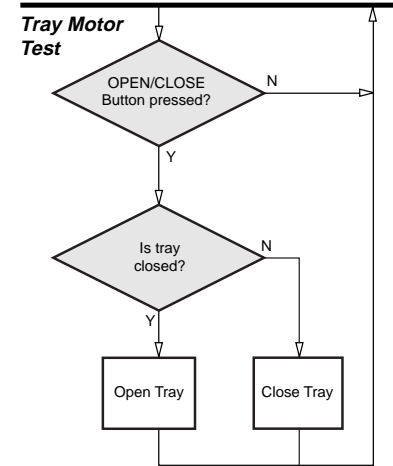 Tray Motor
Test
OPEN/CLOSE
Button pressed?
N
Y
Is tray
closed?
N
Y
Open Tray
Close Tray